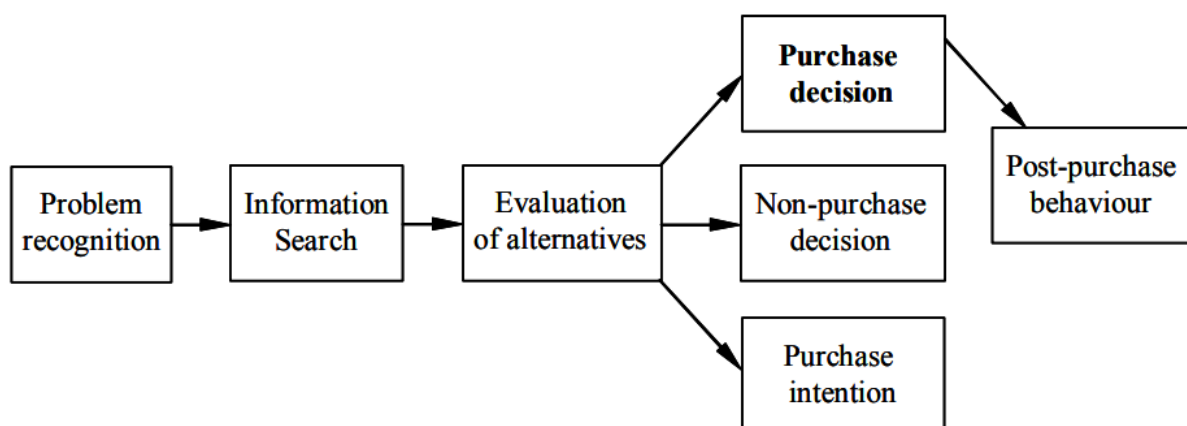 Problem
recognition
Information
Search
Evaluation
of alternatives
Purchase
decision
Non-purchase
decision
Purchase
intention
Post-purchase
behaviour